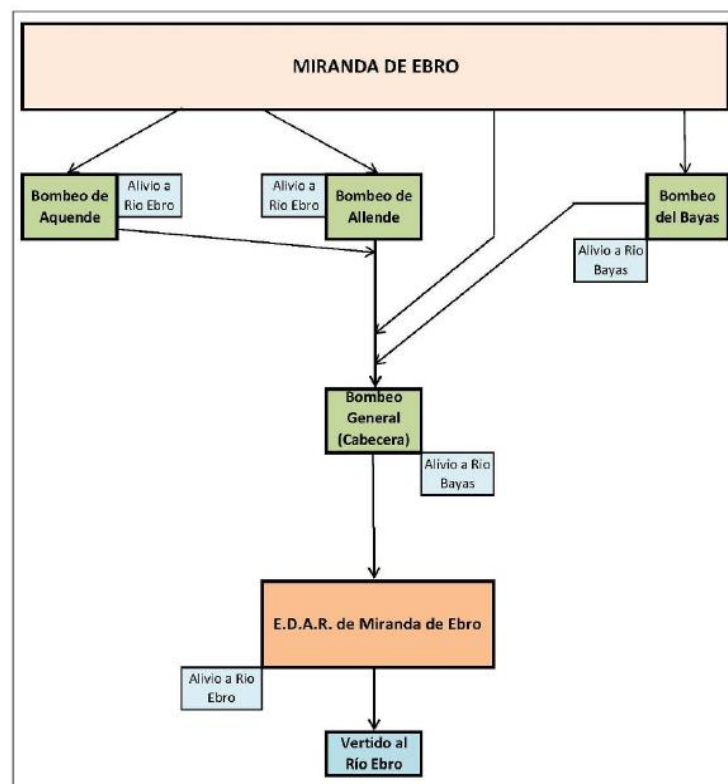 MIRANDA DE EBRO
Bombeo de
Aquende
Alivio a
Rio Ebro
Alivio a
Rio Ebro
Bombeo de
Allende
Bombeo
del Bayas
Alivio a Rio
Bayas
Bombeo
General
(Cabecera)
Alivio a Rio
Bayas
E.D.A.R. de Miranda de Ebro
Alivio a Rio
Ebro
Vertido al
Río Ebro